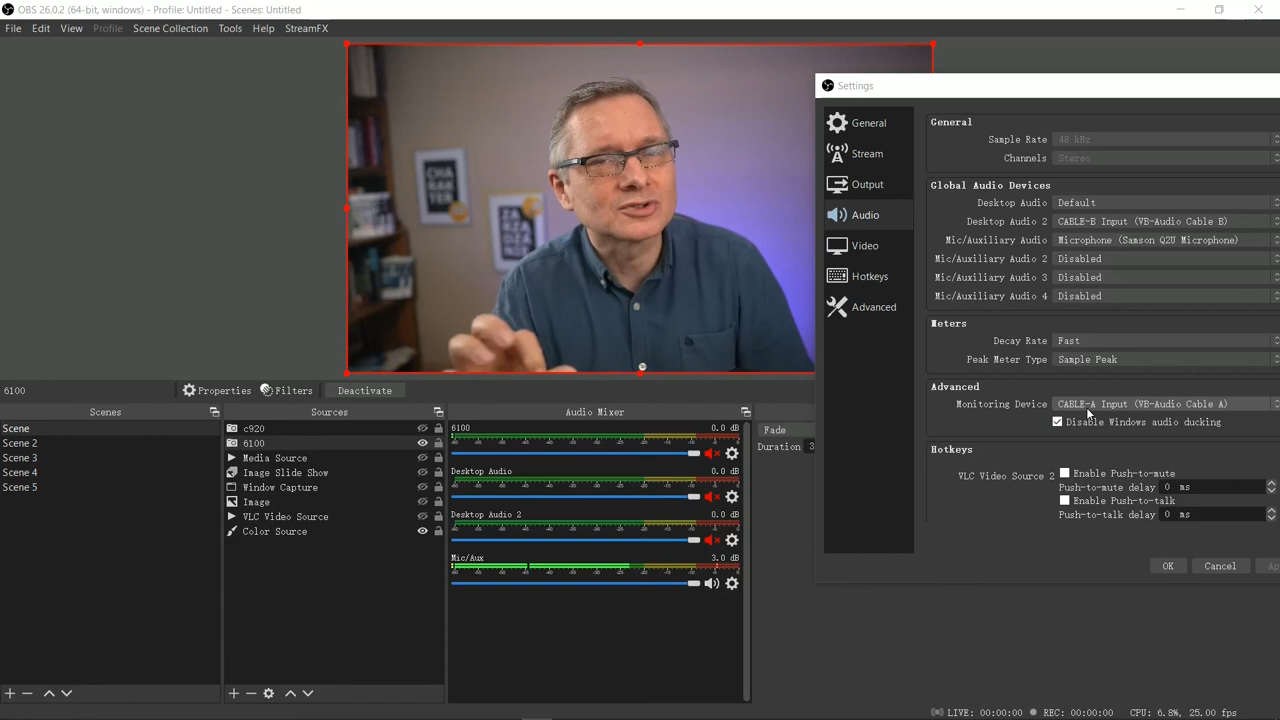 OBS 26.0.2 (64-bit, windows) - Profile: Untitled - Scenes: Untitled
File Edit View Profile Scene Collection Tools Help StreamFX
CHA
RAK
TER
ZAR
ZĄD
Settings
General
Stream
Output
Audio
Video
Hotkeys
Advanced
General
Sample Rate 48 kHz
Channels Stereo
Global Audio Devices
Desktop Audio Default
Desktop Audio 2 CABLE-B Input (VB-Audio Cable B)
Mic/Auxiliary Audio Microphone (Samson Q2U Microphone)
Mic/Auxiliary Audio 2 Disabled
Mic/Auxiliary Audio 3 Disabled
Mic/Auxiliary Audio 4 Disabled
Meters
Decay Rate Fast
Peak Meter Type Sample Peak
Advanced
Monitoring Device CABLE-A Input (VB-Audio Cable A)
Disable Windows audio ducking
Hotkeys
VLC Video Source 2 Enable Push-to-mute
Push-to-mute delay 0 ms
Enable Push-to-talk
Push-to-talk delay 0 ms
OK Cancel
6100 Properties Filters Deactivate
Scenes
Scene
Scene 2
Scene 3
Scene 4
Scene 5
Sources
c920
6100
Media Source
Image Slide Show
Window Capture
Image
VLC Video Source
Color Source
Audio Mixer
6100 0.0 dB
Desktop Audio 0.0 dB
Desktop Audio 2 0.0 dB
Mic/Aux 3.0 dB
Fade
Duration 3
LIVE: 00:00:00 REC: 00:00:00 CPU: 6.8%, 25.00 fps